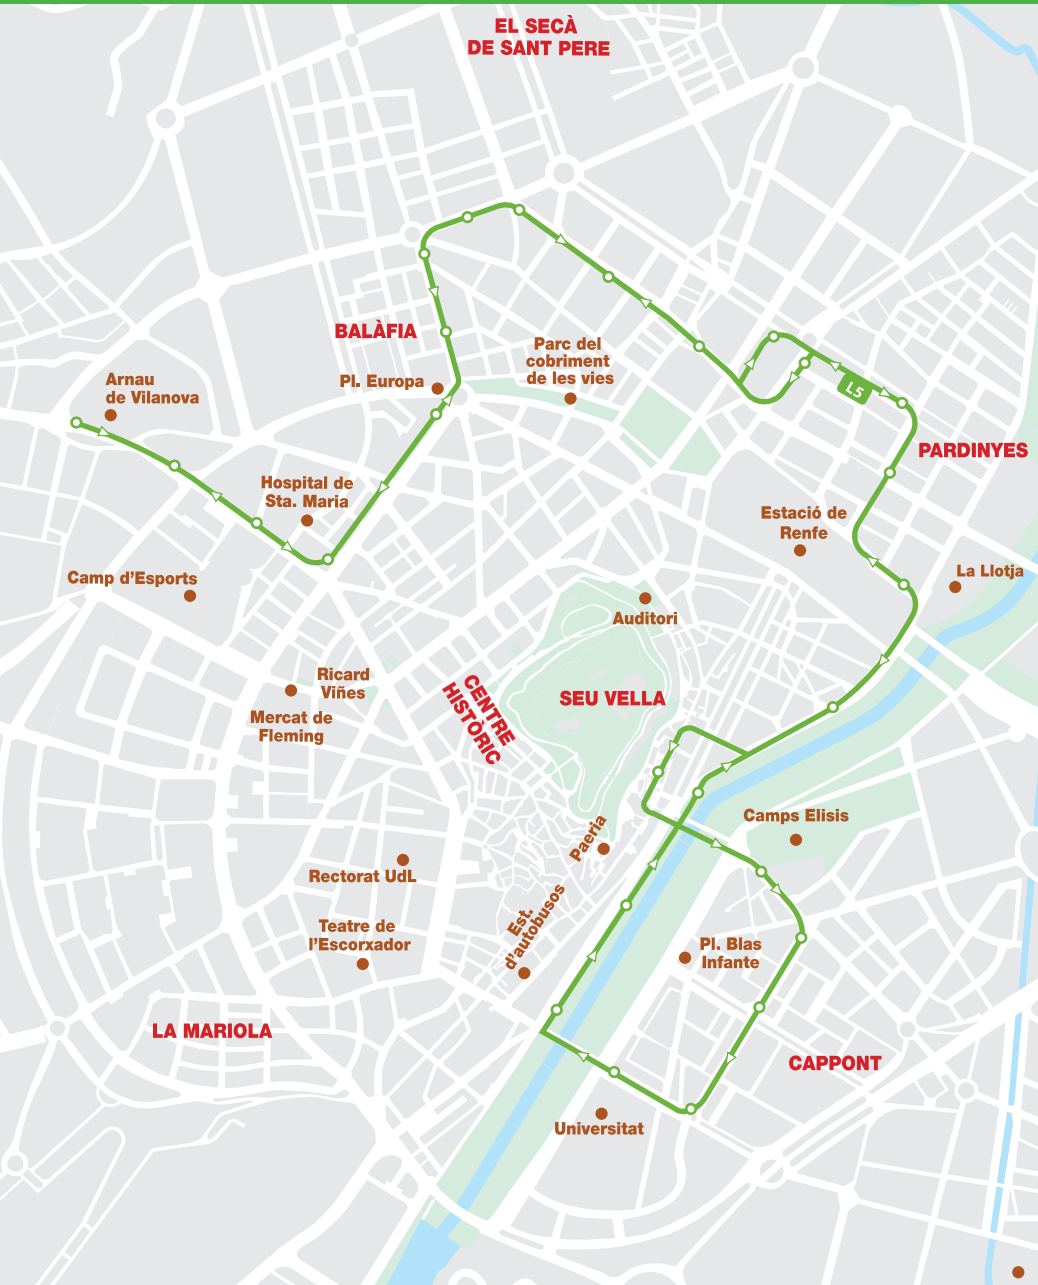 EL SECÀ
DE SANT PERE
BALÀFIA
Parc del
cobriment
de les vies
Pl. Europa
Arnau
de Vilanova
L5
PARDINYES
Hospital de
Sta. Maria
Estació de
Renfe
La Llotja
Camp d'Esports
Auditori
Ricard
Viñes
CENTRE
HISTÒRIC
SEU VELLA
Mercat de
Fleming
Camps Elisis
Paeria
Rectorat UdL
Est.
d'autobusos
Teatre de
l'Escorxador
Pl. Blas
Infante
LA MARIOLA
CAPPONT
Universitat